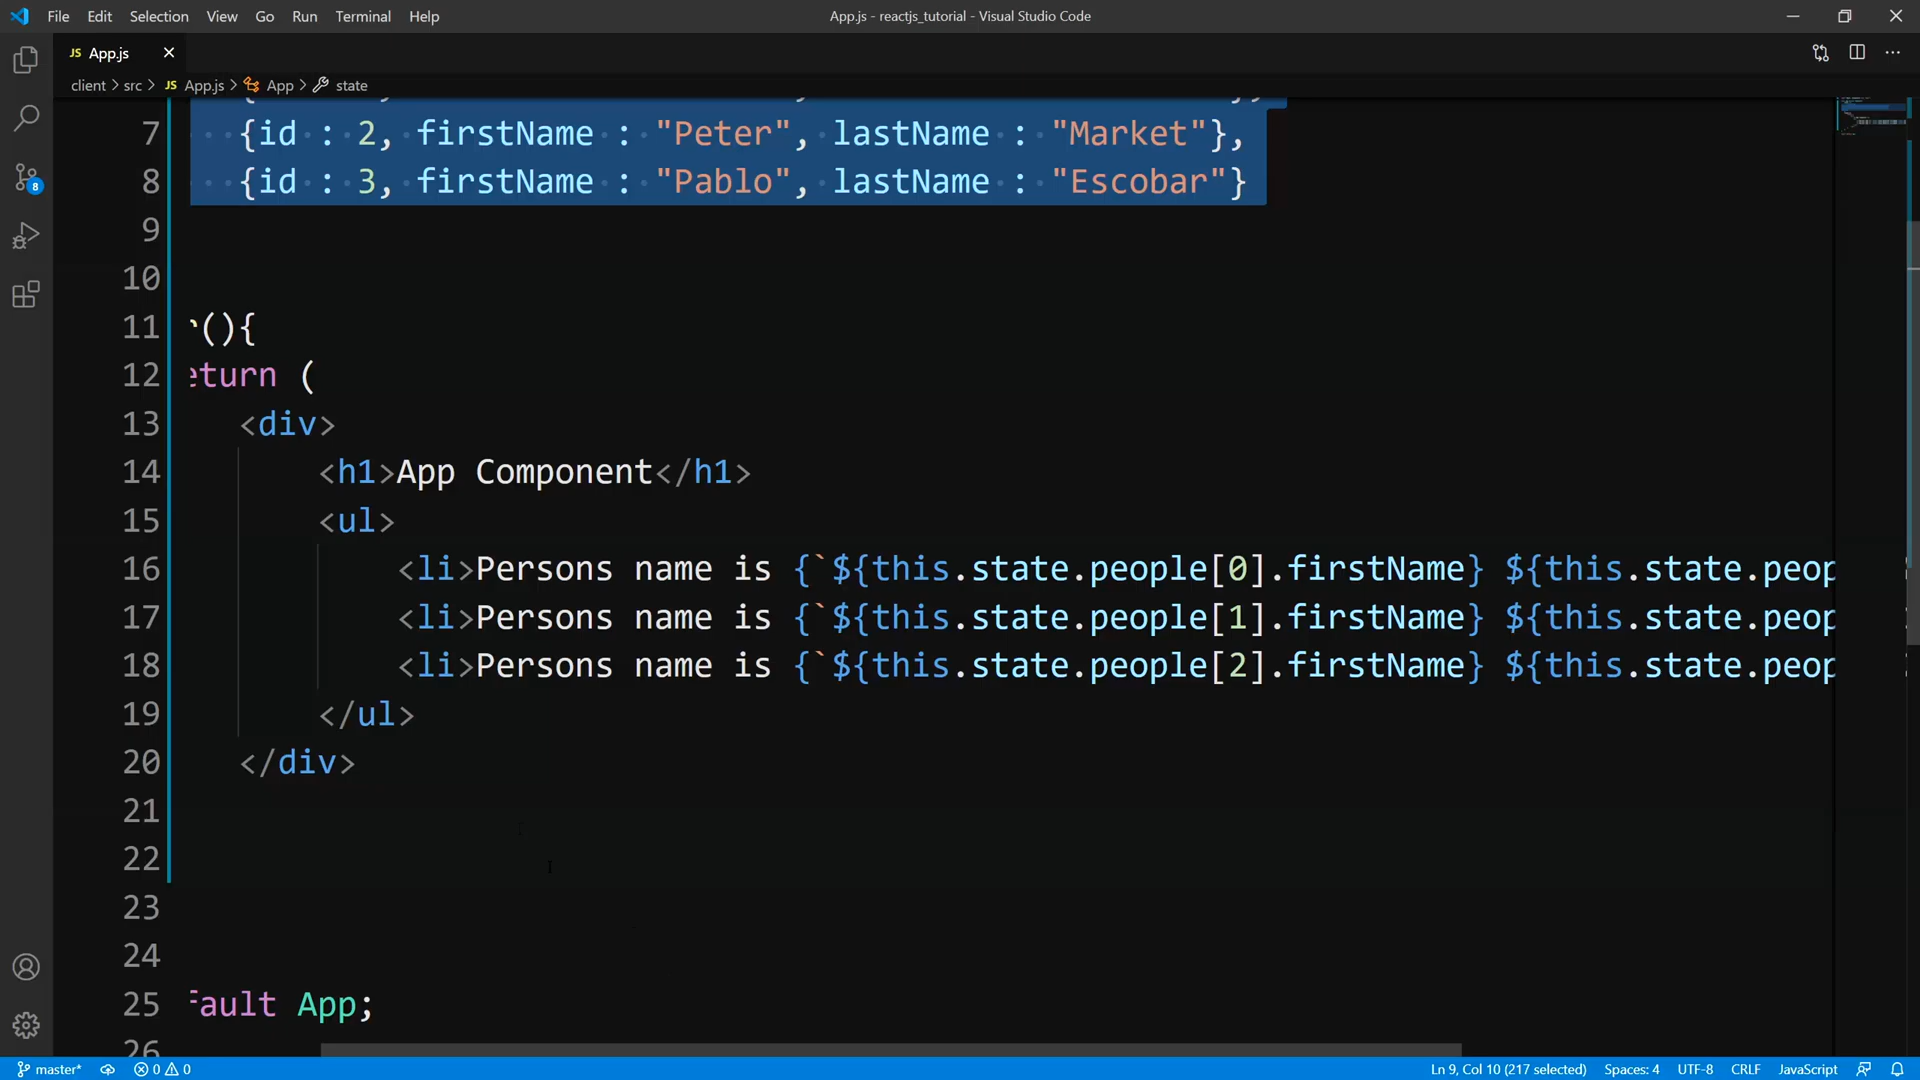 File Edit Selection View Go Run Terminal Help
App.js - reactjs_tutorial - Visual Studio Code
JS App.js
client > src > JS App.js > App > state
7 {id : 2, firstName : "Peter", lastName : "Market"},
8 {id : 3, firstName : "Pablo", lastName : "Escobar"}
9
10
11 (){
12 eturn (
13 <div>
14 <h1>App Component</h1>
15 <ul>
16 <li>Persons name is {`${this.state.people[0].firstName} ${this.state.peop
17 <li>Persons name is {`${this.state.people[1].firstName} ${this.state.peop
18 <li>Persons name is {`${this.state.people[2].firstName} ${this.state.peop
19 </ul>
20 </div>
21
22
23
24
25 ault App;
26
8
master* 0 0 Ln 9, Col 10 (217 selected) Spaces: 4 UTF-8 CRLF JavaScript